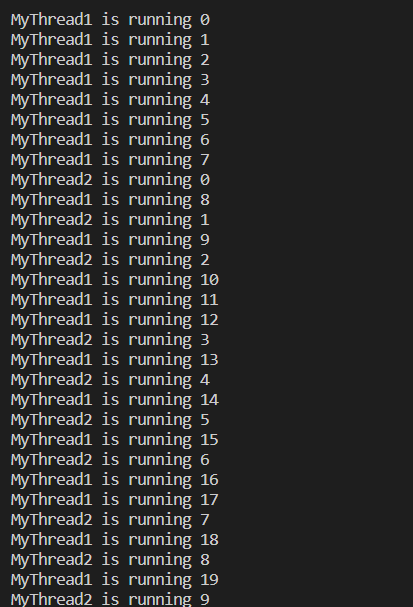 MyThread1 is running 0
MyThread1 is running 1
MyThread1 is running 2
MyThread1 is running 3
MyThread1 is running 4
MyThread1 is running 5
MyThread1 is running 6
MyThread1 is running 7
MyThread2 is running 0
MyThread1 is running 8
MyThread2 is running 1
MyThread1 is running 9
MyThread2 is running 2
MyThread1 is running 10
MyThread1 is running 11
MyThread1 is running 12
MyThread2 is running 3
MyThread1 is running 13
MyThread2 is running 4
MyThread1 is running 14
MyThread2 is running 5
MyThread1 is running 15
MyThread2 is running 6
MyThread1 is running 16
MyThread1 is running 17
MyThread2 is running 7
MyThread1 is running 18
MyThread2 is running 8
MyThread1 is running 19
MyThread2 is running 9